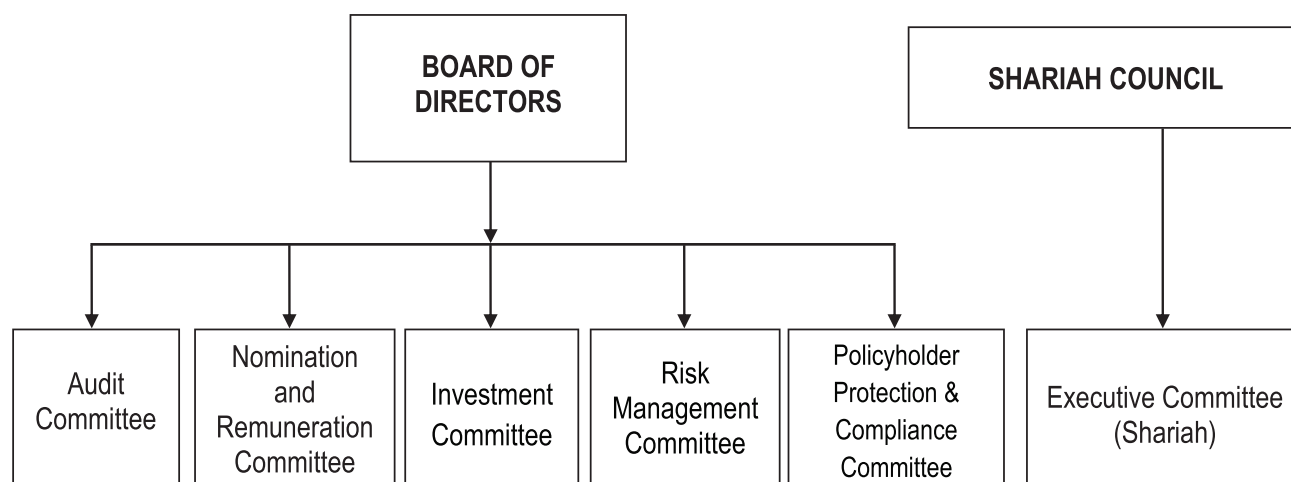 BOARD OF
DIRECTORS
SHARIAH COUNCIL
Audit
Committee
Nomination
and
Remuneration
Committee
Investment
Committee
Risk
Management
Committee
Policyholder
Protection &
Compliance
Committee
Executive Committee
(Shariah)